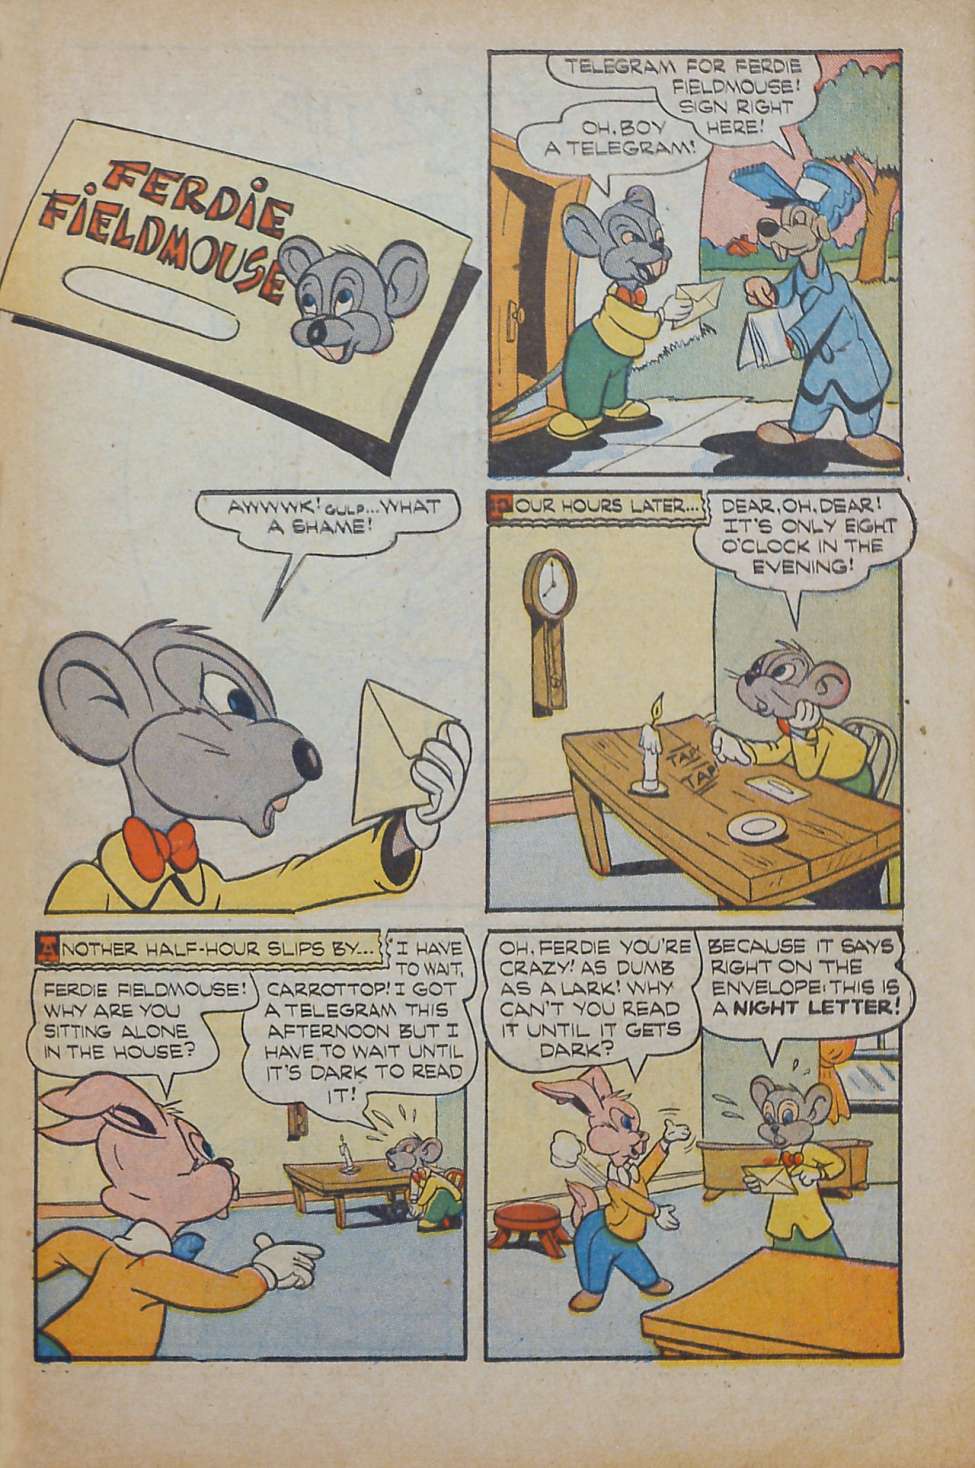 FERDIE
FIELDMOUSE
TELEGRAM FOR FERDIE
FIELDMOUSE!
SIGN RIGHT
HERE!
OH, BOY
A TELEGRAM!
AWWWK! GULP...WHAT
A SHAME!
FOUR HOURS LATER...
DEAR, OH, DEAR!
IT'S ONLY EIGHT
O'CLOCK IN THE
EVENING!
TAP
TAP
ANOTHER HALF-HOUR SLIPS BY...
FERDIE FIELDMOUSE!
WHY ARE YOU
SITTING ALONE
IN THE HOUSE?
I HAVE
TO WAIT,
CARROTTOP! I GOT
A TELEGRAM THIS
AFTERNOON BUT I
HAVE TO WAIT UNTIL
IT'S DARK TO READ
IT!
OH, FERDIE YOU'RE
CRAZY! AS DUMB
AS A LARK! WHY
CAN'T YOU READ
IT UNTIL IT GETS
DARK?
BECAUSE IT SAYS
RIGHT ON THE
ENVELOPE: THIS IS
A NIGHT LETTER!